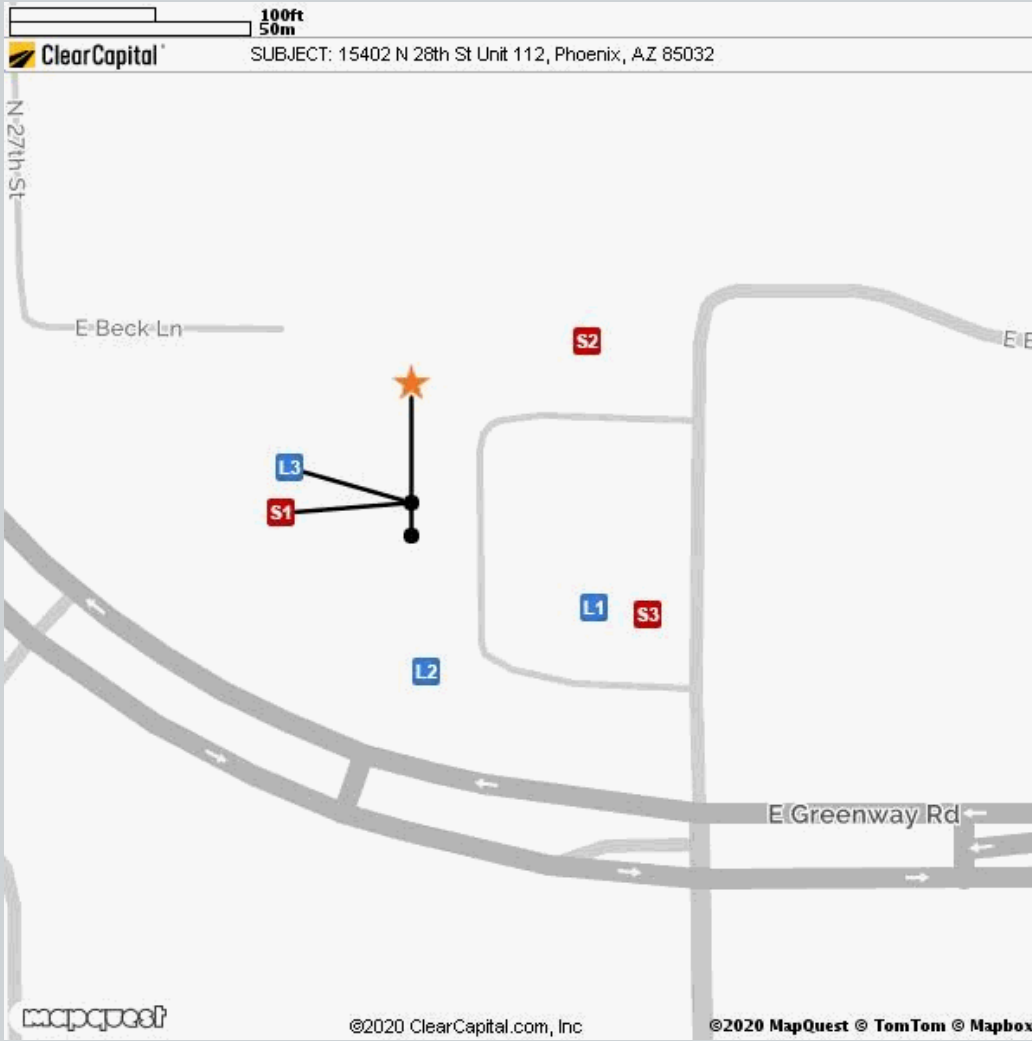 100ft
50m
ClearCapital
SUBJECT: 15402 N 28th St Unit 112, Phoenix, AZ 85032
N 27th St
E Beck Ln
S2
E E
L3
S1
L1
S3
L2
E Greenway Rd
mapquest
©2020 ClearCapital.com, Inc
©2020 MapQuest © TomTom © Mapbox